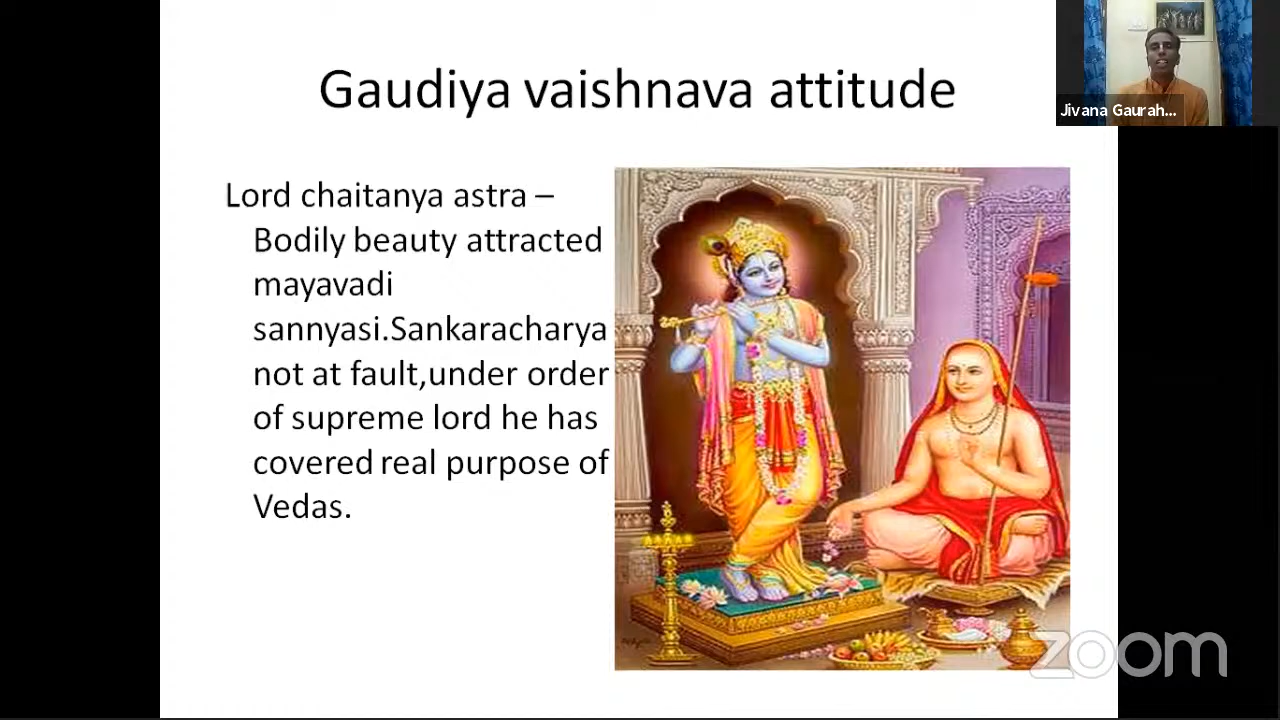 Gaudiya vaishnava attitude
Jivana Gaurah...
Lord chaitanya astra –
Bodily beauty attracted
mayavadi
sannyasi.Sankaracharya
not at fault,under order
of supreme lord he has
covered real purpose of
Vedas.
zoom